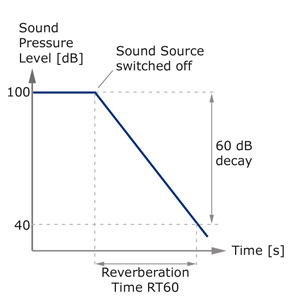 Sound
Pressure
Level [dB]
Sound Source
switched off
100
60 dB
decay
40
Time [s]
Reverberation
Time RT60